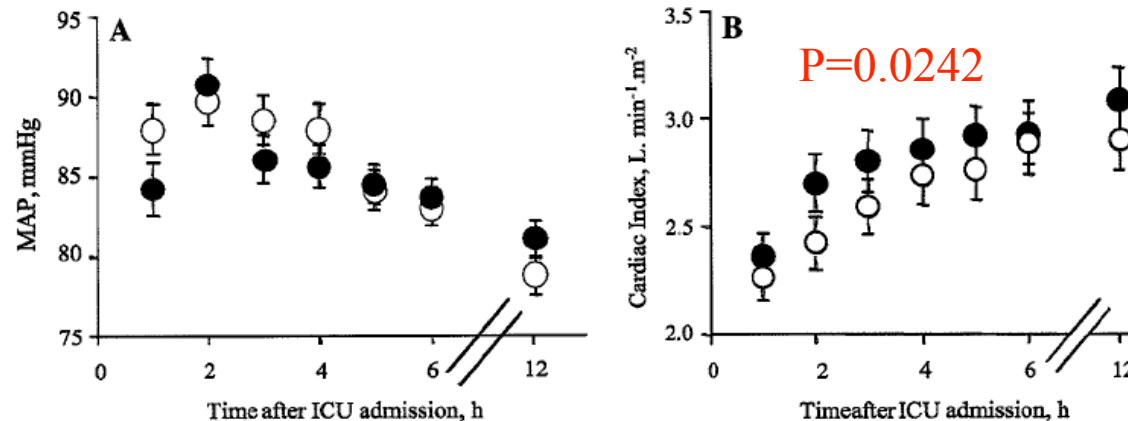 A
95
90
85
80
75
MAP, mmHg
0
2
4
6
12
Time after ICU admission, h
B
P=0.0242
3.5
3.0
2.5
2.0
Cardiac Index, L. min⁻¹.m⁻²
0
2
4
6
12
Timeafter ICU admission, h